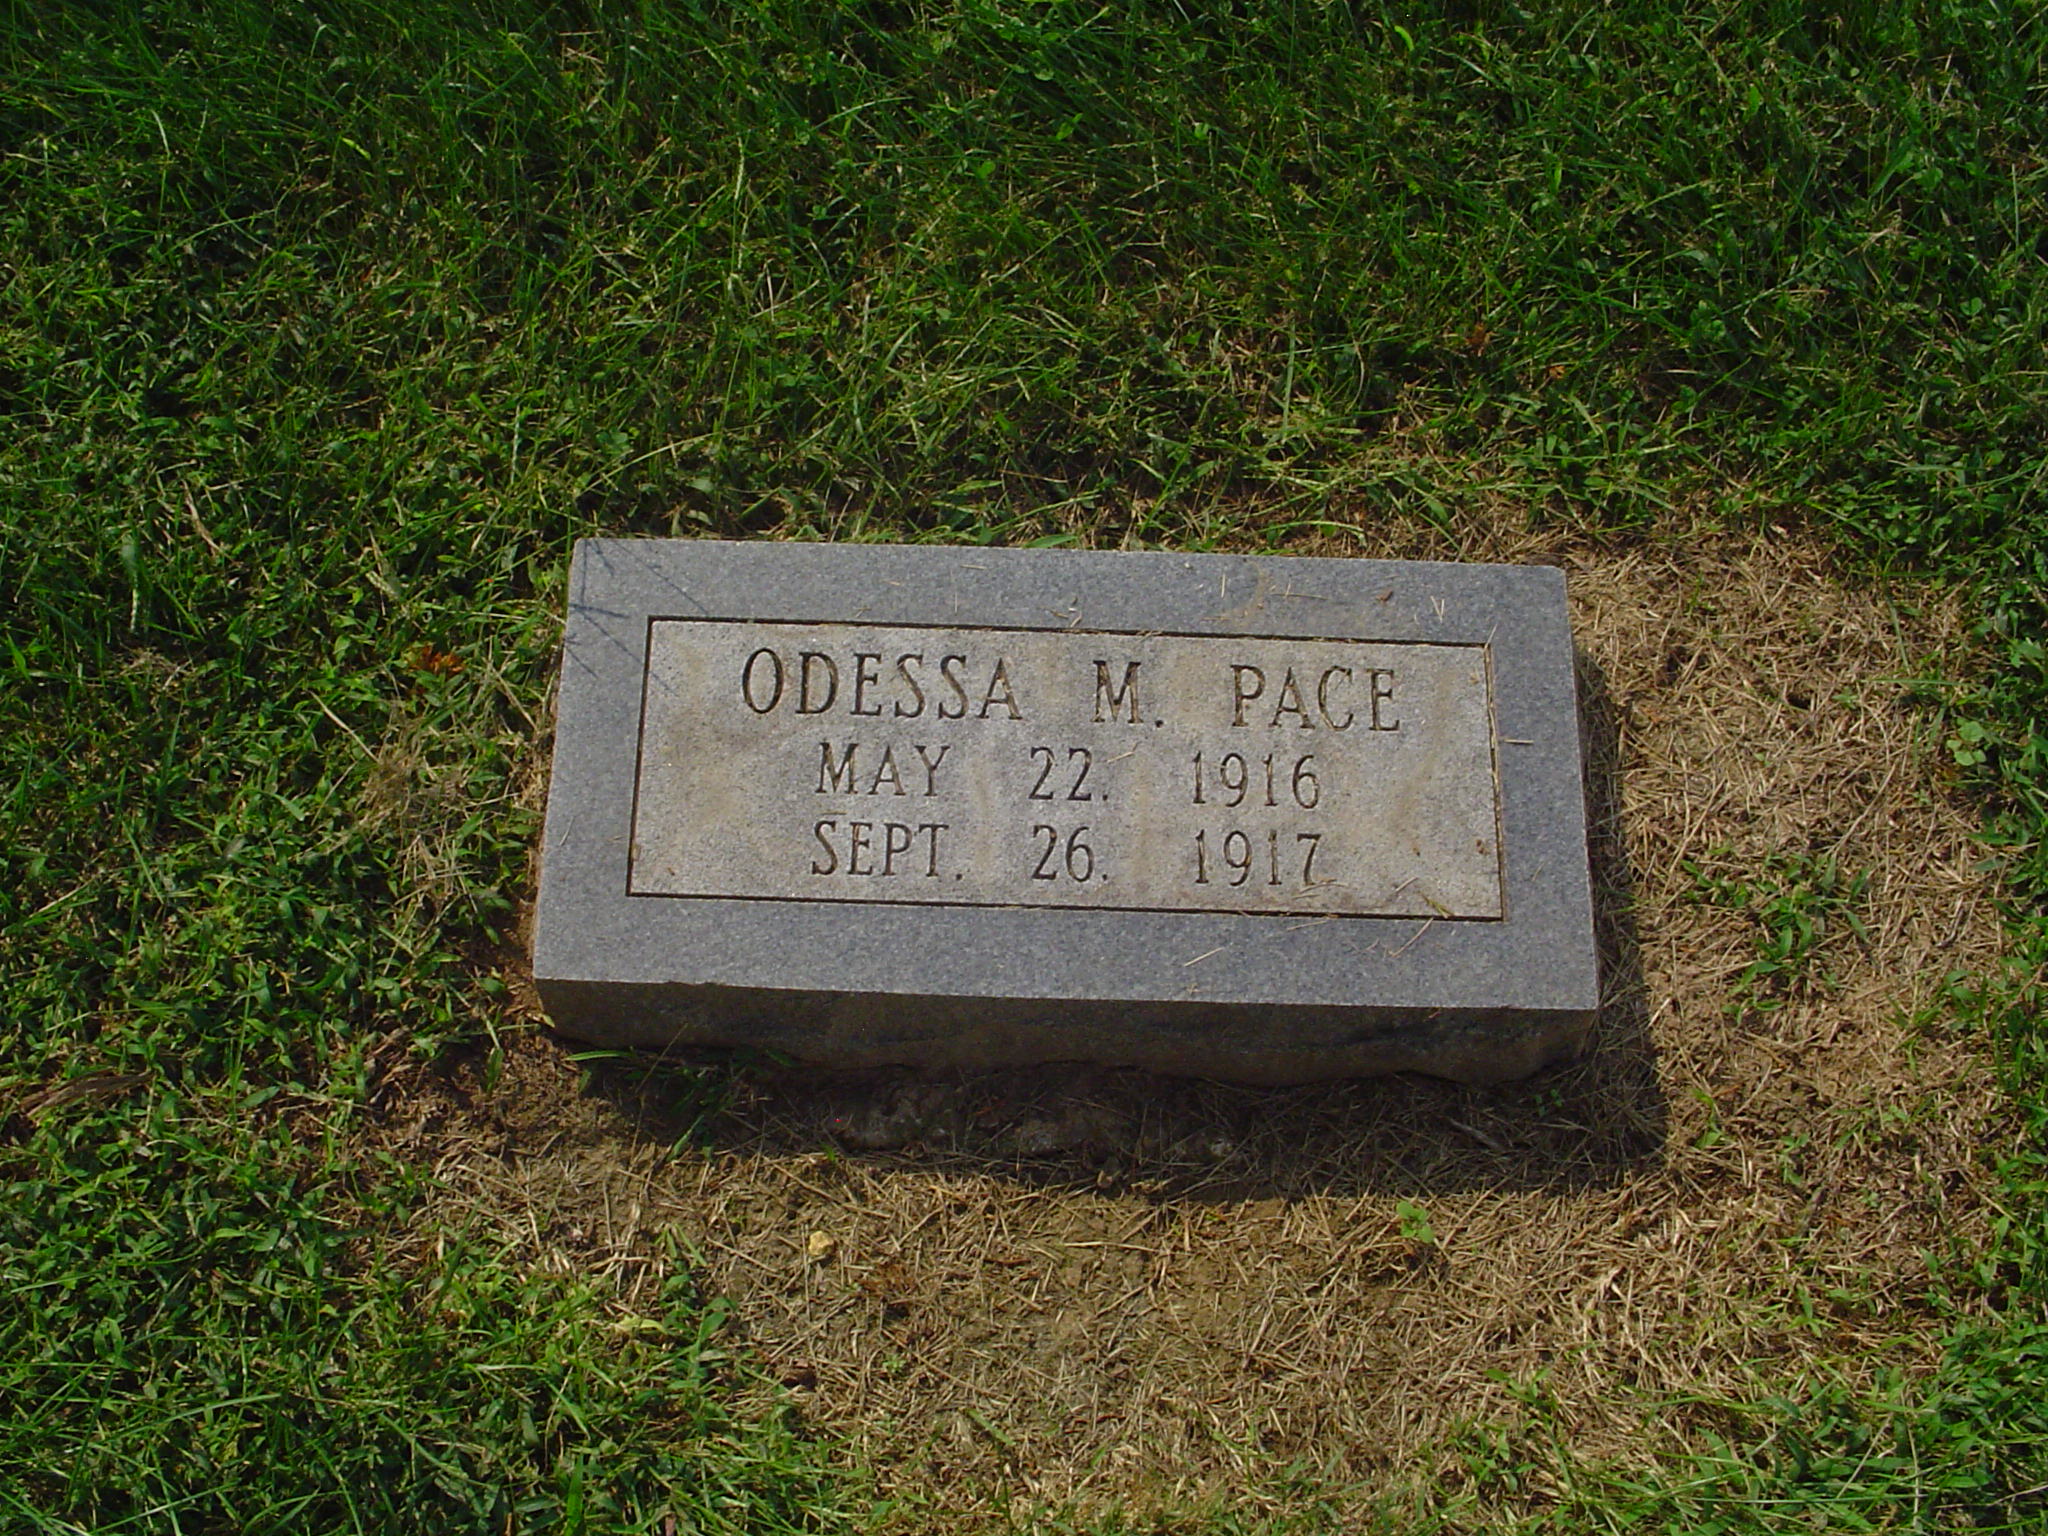 ODESSA M. PACE
MAY 22. 1916
SEPT. 26. 1917